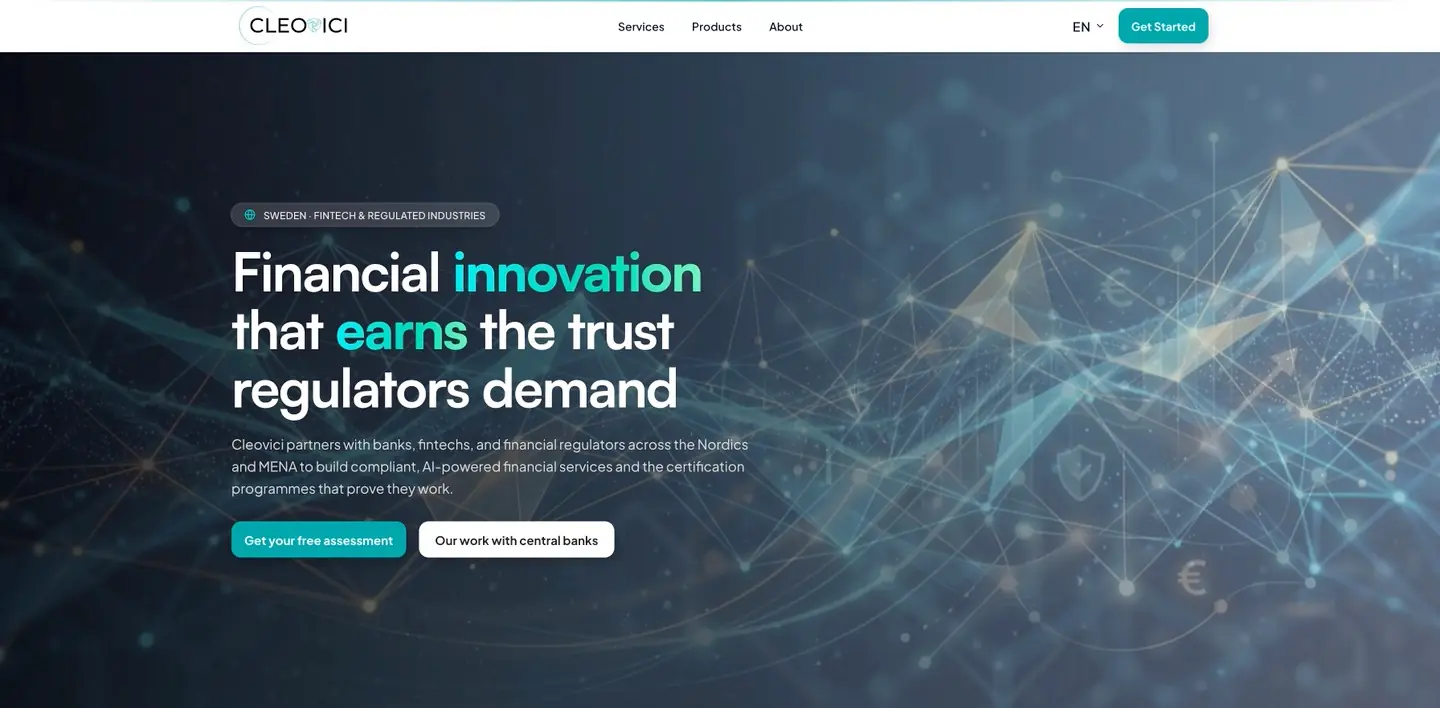 CLEOVICI
Services
Products
About
EN
Get Started
SWEDEN · FINTECH & REGULATED INDUSTRIES
Financial innovation
that earns the trust
regulators demand
Cleovici partners with banks, fintechs, and financial regulators across the Nordics
and MENA to build compliant, AI-powered financial services and the certification
programmes that prove they work.
Get your free assessment
Our work with central banks